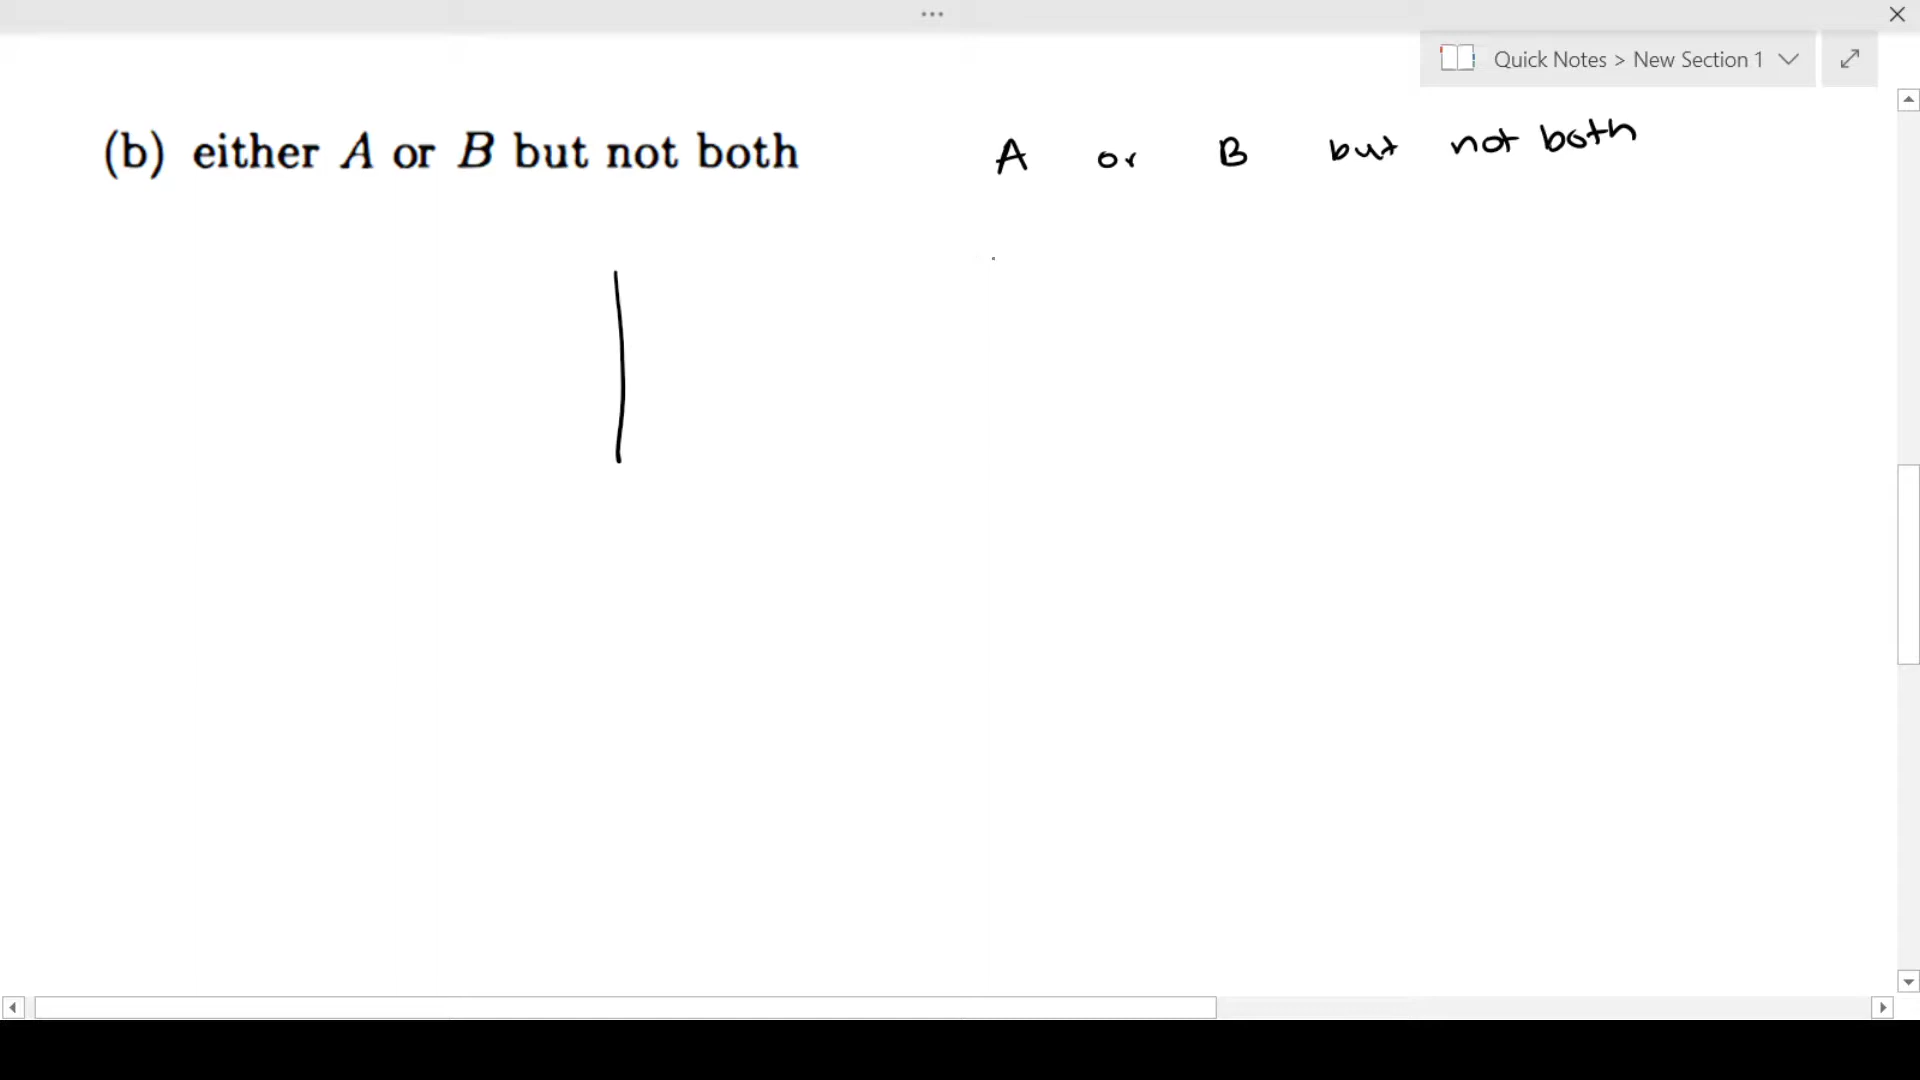 Quick Notes > New Section 1
(b) either A or B but not both
A or B but not both